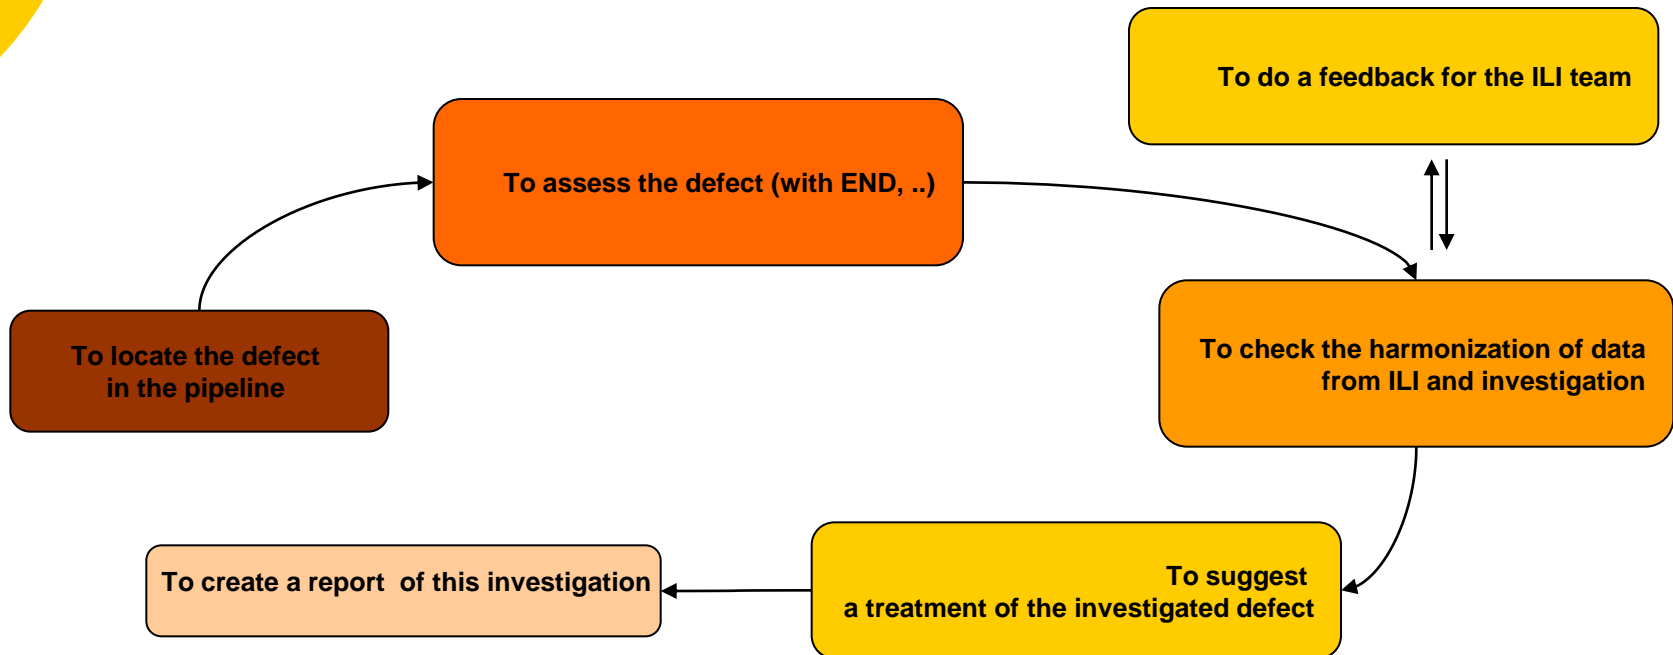 To do a feedback for the ILI team
To assess the defect (with END, ..)
To locate the defect
in the pipeline
To check the harmonization of data
from ILI and investigation
To suggest
a treatment of the investigated defect
To create a report  of this investigation